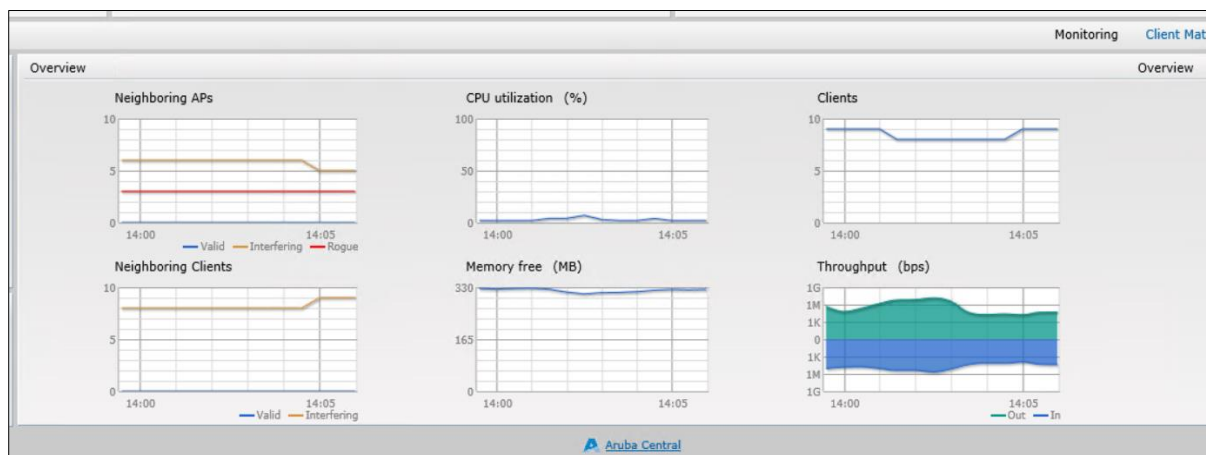 Monitoring Client Mat
Overview Overview
Neighboring APs CPU utilization (%) Clients
10 100 10
5 50 5
0 0 0
14:00 14:05 14:00 14:05 14:00 14:05
Valid Interfering Rogue
Neighboring Clients Memory free (MB) Throughput (bps)
10 330 1G
1M
1K
5 165 0
1K
1M
0 0 1G
14:00 14:05 14:00 14:05 14:00 14:05
Valid Interfering Out In
Aruba Central